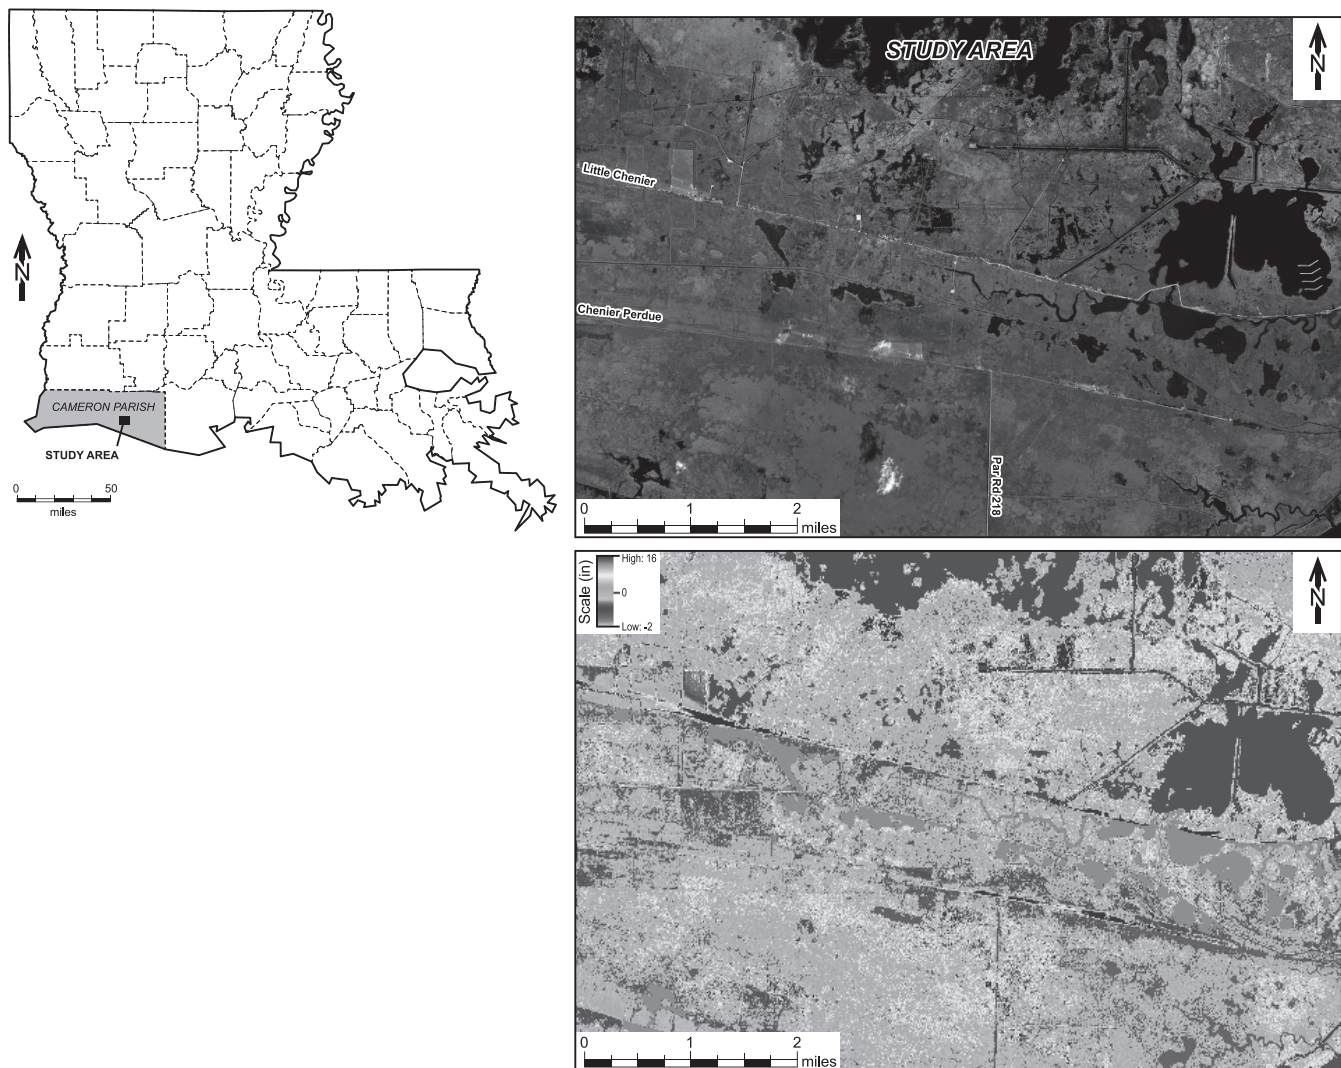 N
CAMERON PARISH
STUDY AREA
0 50
miles
STUDY AREA
N
Little Chenier
Chenier Perdue
Par Rd 218
0 1 2
miles
Scale (in)
High: 16
0
Low: -2
N
0 1 2
miles